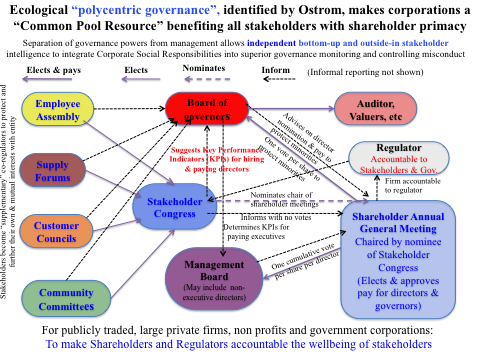 Ecological “polycentric governance”, identified by Ostrom, makes corporations a
“Common Pool Resource” benefiting all stakeholders with shareholder primacy
Separation of governance powers from management allows independent bottom-up and outside-in stakeholder
intelligence to integrate Corporate Social Responsibilities into superior governance monitoring and controlling misconduct
Elects & pays
Elects
Nominates
Inform
(Informal reporting not shown)
Stakeholders become “supplementary” co-regulators to protect and
further their own & mutual interests with entity
Employee
Assembly
Board of
governors
Auditor,
Valuers, etc
Supply
Forums
Suggests Key Performance
Indicators (KPIs) for hiring
& paying directors
Advises on director
nomination & pay to
protect minorities
One vote per share to
protect minorities
Regulator
Accountable to
Stakeholders & Gov.
Firm accountable
to regulator
Customer
Councils
Stakeholder
Congress
Nominates chair of
shareholder meetings
Informs with no votes
Determines KPIs for
paying executives
Shareholder Annual
General Meeting
Chaired by nominee
of Stakeholder
Congress
(Elects & approves
pay for directors &
governors)
Management
Board
(May include non-
executive directors)
One cumulative vote
per share per director
Community
Committees
For publicly traded, large private firms, non profits and government corporations:
To make Shareholders and Regulators accountable the wellbeing of stakeholders